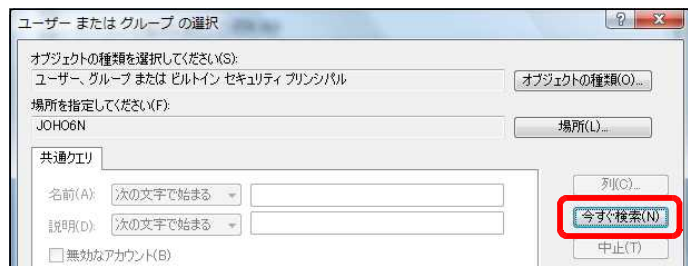 ユーザー または グループ の選択
オブジェクトの種類を選択してください(S):
ユーザー、グループ または ビルトイン セキュリティ プリンシパル
オブジェクトの種類(O)...
場所を指定してください(F):
JOHO6N
場所(L)...
共通クエリ
名前(A): 次の文字で始まる
列(C)...
説明(D): 次の文字で始まる
今すぐ検索(N)
無効なアカウント(B)
中止(T)